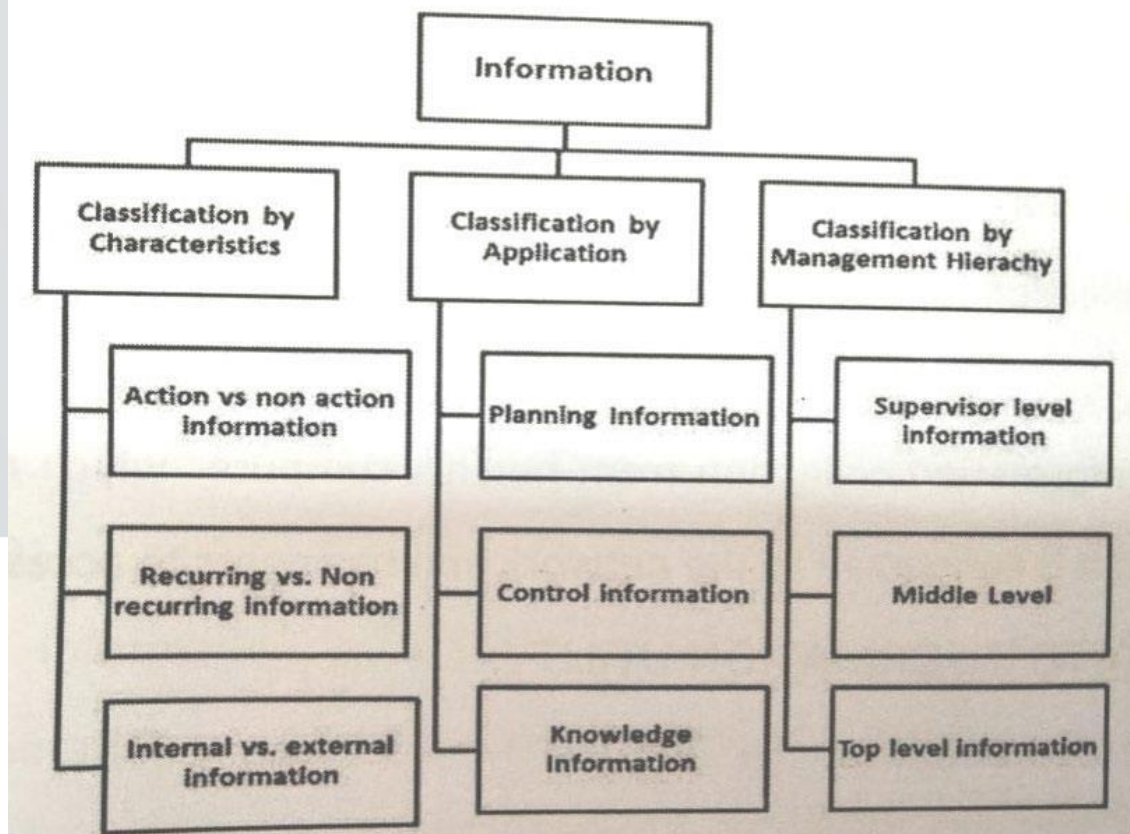 Information
Classification by
Characteristics
Classification by
Application
Classification by
Management Hierachy
Action vs non action
information
Planning Information
Supervisor level
information
Recurring vs. Non
recurring information
Control information
Middle Level
Internal vs. external
information
Knowledge
Information
Top level information